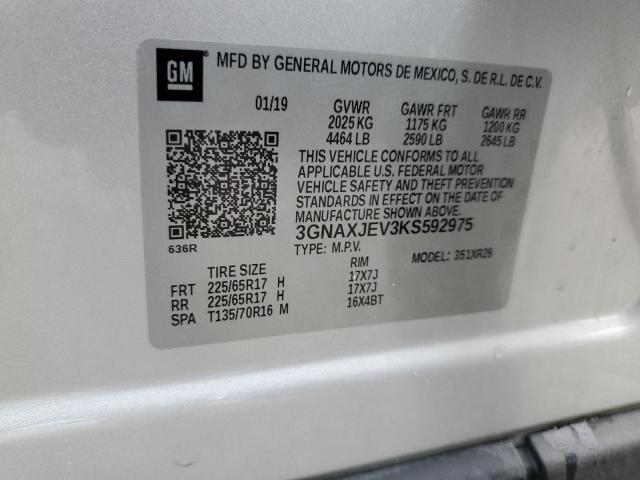 GM
MFD BY GENERAL MOTORS DE MEXICO, S. DE R.L. DE C.V.
01/19 GVWR GAWR FRT GAWR RR
2025 KG 1175 KG 1200 KG
4464 LB 2590 LB 2645 LB
THIS VEHICLE CONFORMS TO ALL
APPLICABLE U.S. FEDERAL MOTOR
VEHICLE SAFETY AND THEFT PREVENTION
STANDARDS IN EFFECT ON THE DATE OF
MANUFACTURE SHOWN ABOVE.
3GNAXJEV3KS592975
636R
TYPE: M.P.V. MODEL: 351XR26
TIRE SIZE RIM
FRT 225/65R17 H 17X7J
RR 225/65R17 H 17X7J
SPA T135/70R16 M 16X4BT